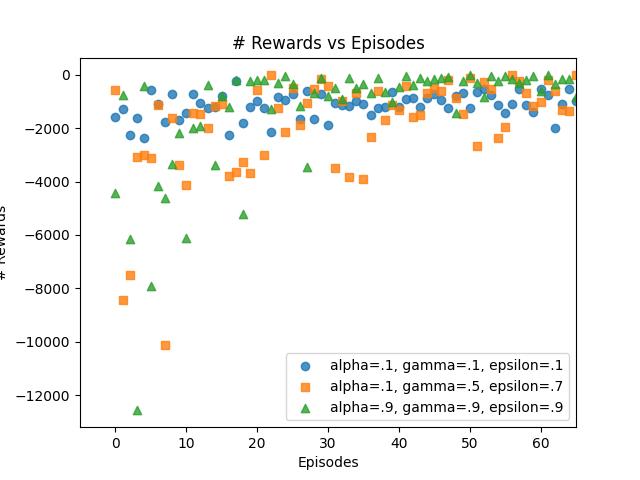 # Rewards vs Episodes
0
−2000
−4000
−6000
−8000
−10000
−12000
# Rewards
alpha=.1, gamma=.1, epsilon=.1
alpha=.1, gamma=.5, epsilon=.7
alpha=.9, gamma=.9, epsilon=.9
0 10 20 30 40 50 60
Episodes